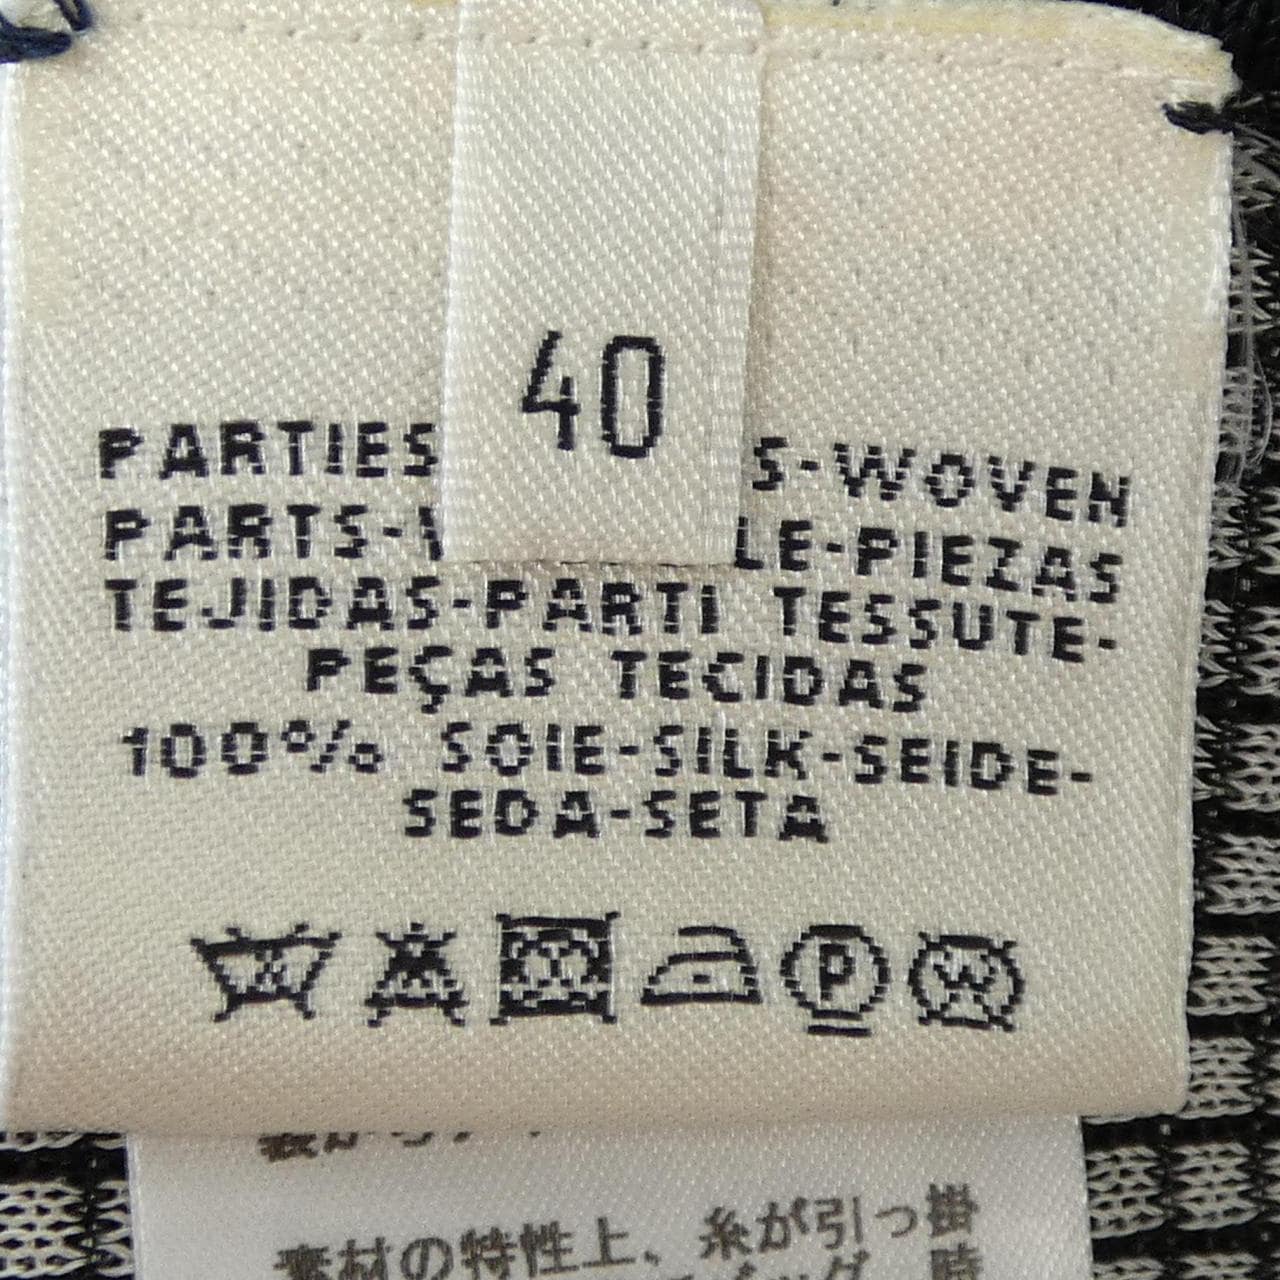 40
PARTIES S-WOVEN
PARTS- LE-PIEZAS
TEJIDAS-PARTI TESSUTE-
PEÇAS TECIDAS
100% SOIE-SILK-SEIDE-
SEDA-SETA
P W
素材の特性上、糸が引っ掛